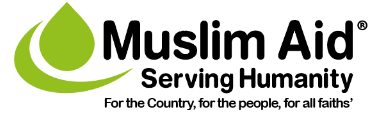 Muslim Aid®
Serving Humanity
For the Country, for the people, for all faiths'